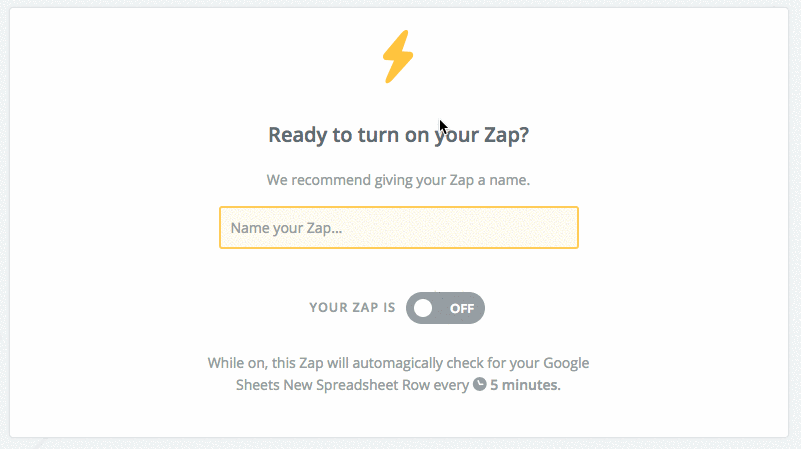 Ready to turn on your Zap?
We recommend giving your Zap a name.
Name your Zap...
YOUR ZAP IS OFF
While on, this Zap will automagically check for your Google
Sheets New Spreadsheet Row every 5 minutes.